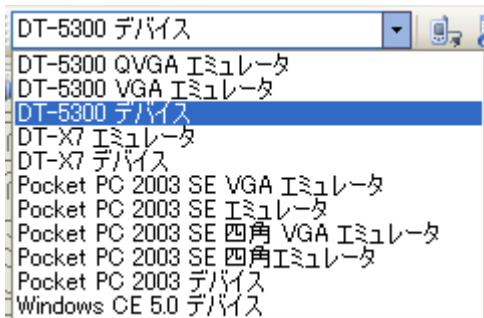 DT-5300 デバイス
DT-5300 QVGA エミュレータ
DT-5300 VGA エミュレータ
DT-5300 デバイス
DT-X7 エミュレータ
DT-X7 デバイス
Pocket PC 2003 SE VGA エミュレータ
Pocket PC 2003 SE エミュレータ
Pocket PC 2003 SE 四角 VGA エミュレータ
Pocket PC 2003 SE 四角エミュレータ
Pocket PC 2003 デバイス
Windows CE 5.0 デバイス